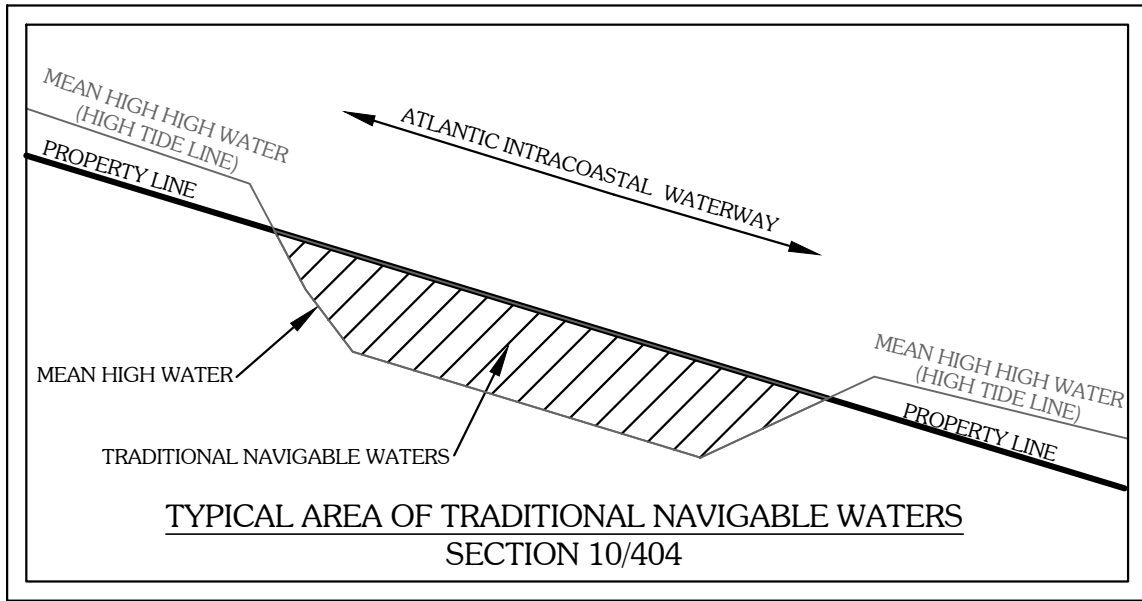 MEAN HIGH HIGH WATER
(HIGH TIDE LINE)
PROPERTY LINE
ATLANTIC INTRACOASTAL WATERWAY
MEAN HIGH WATER
TRADITIONAL NAVIGABLE WATERS
MEAN HIGH HIGH WATER
(HIGH TIDE LINE)
PROPERTY LINE
TYPICAL AREA OF TRADITIONAL NAVIGABLE WATERS
SECTION 10/404